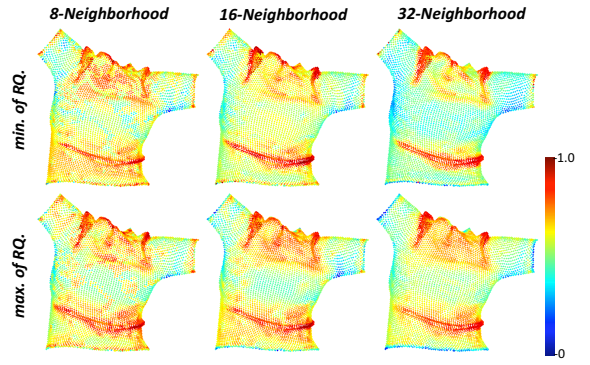 8-Neighborhood 16-Neighborhood 32-Neighborhood
min. of RQ.
1.0
max. of RQ.
0